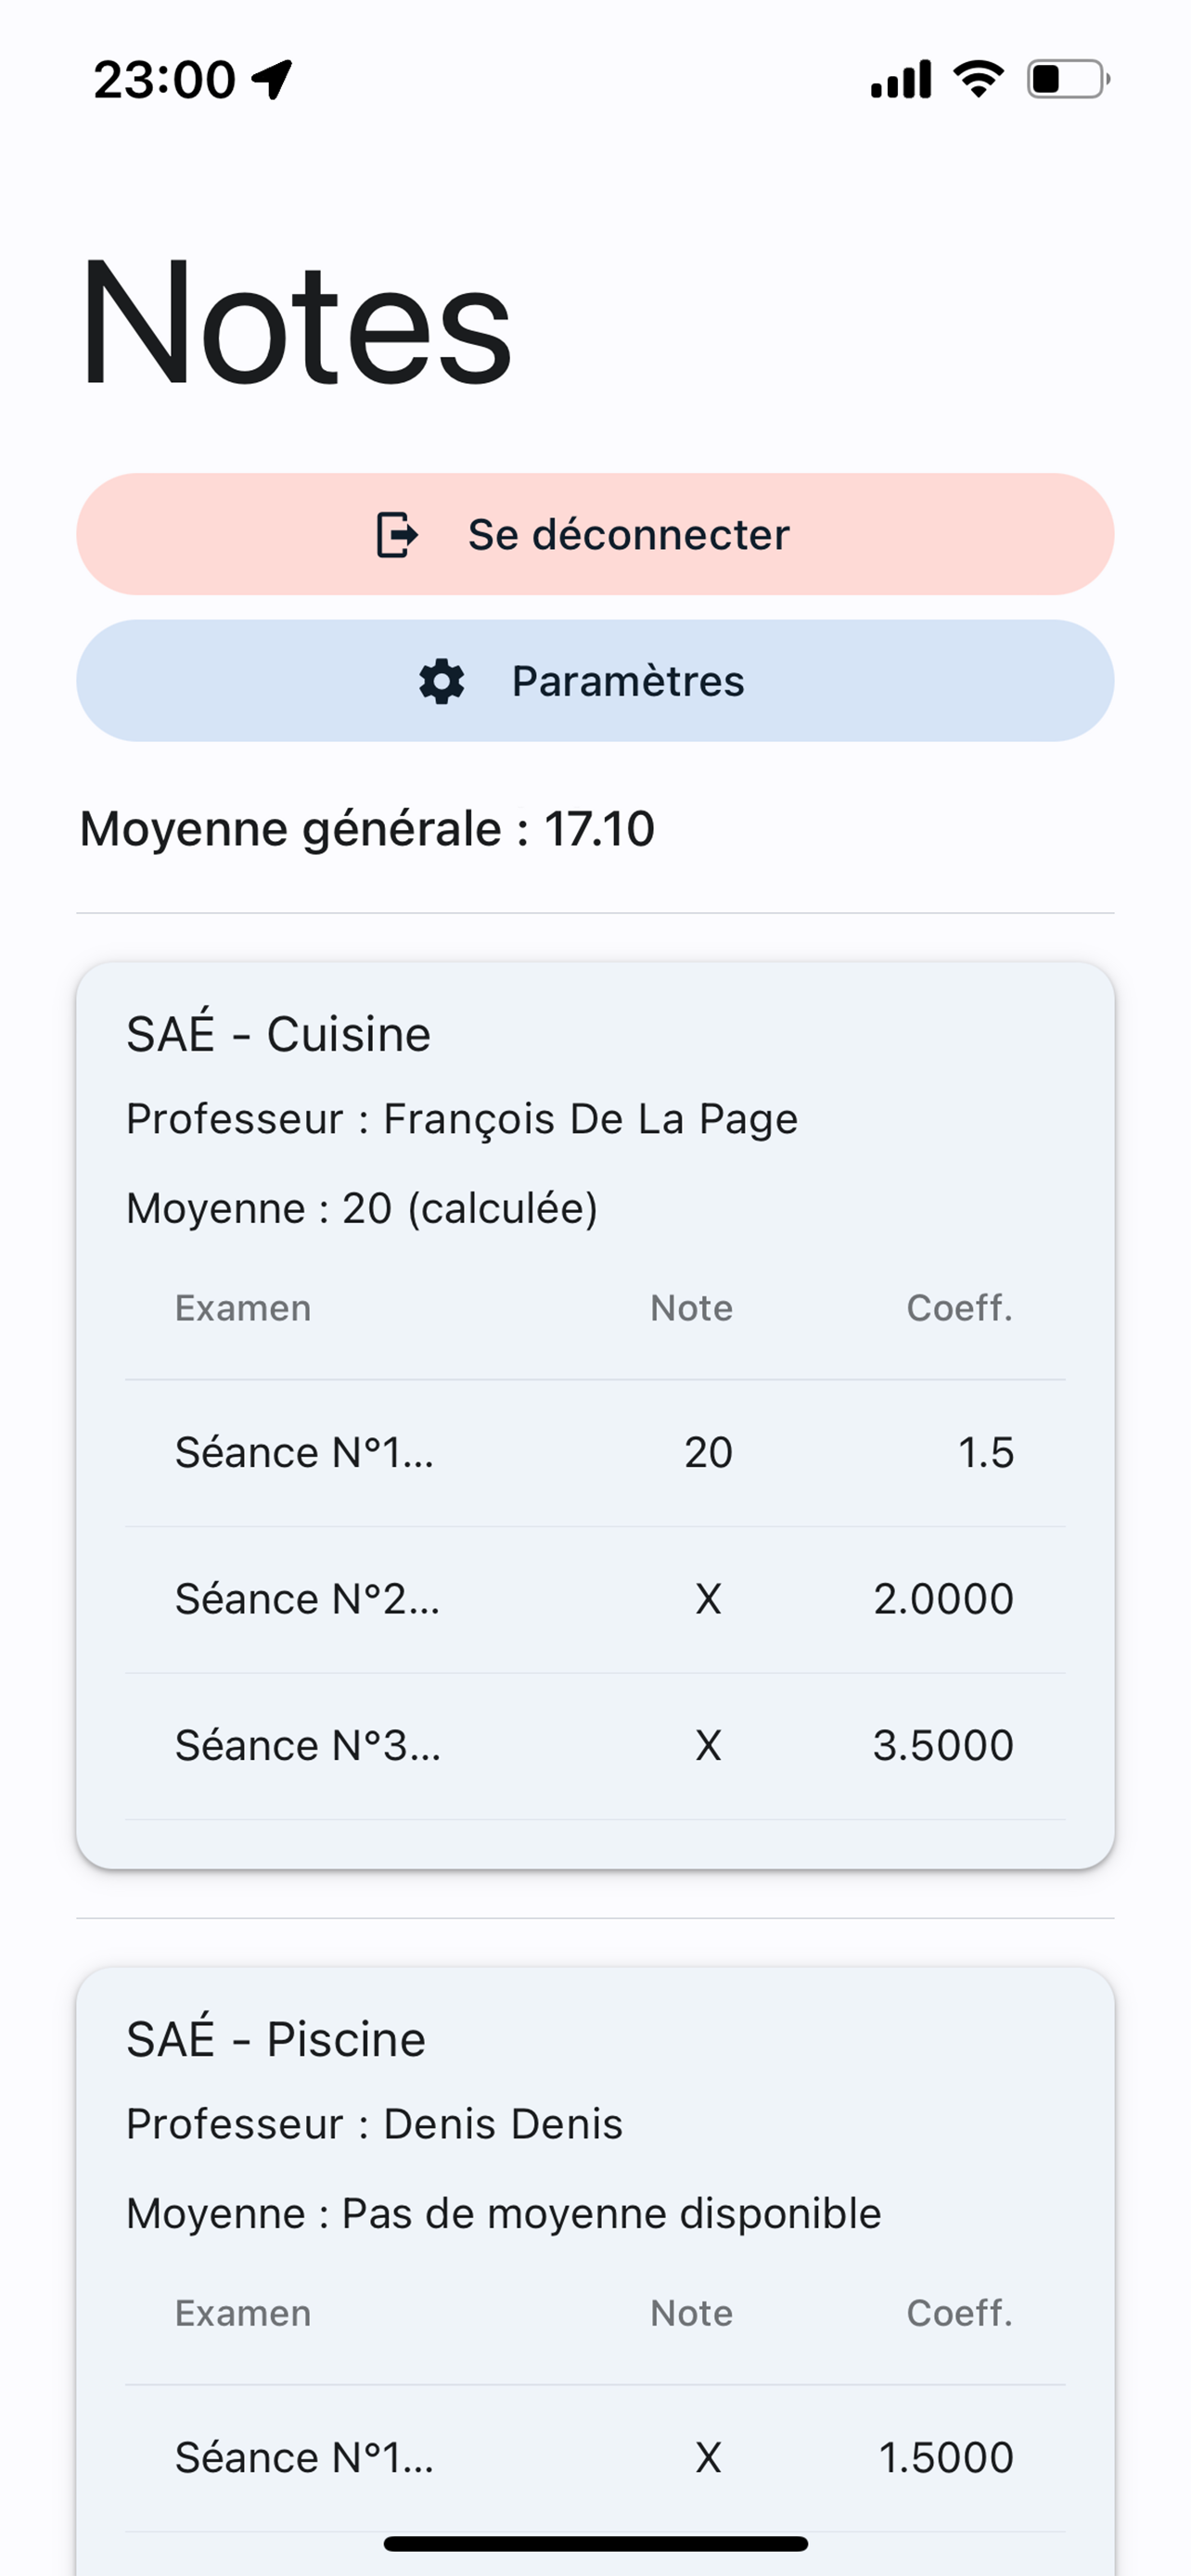 23:00
Notes
Se déconnecter
Paramètres
Moyenne générale : 17.10
SAÉ - Cuisine
Professeur : François De La Page
Moyenne : 20 (calculée)
Examen Note Coeff.
Séance N°1... 20 1.5
Séance N°2... X 2.0000
Séance N°3... X 3.5000
SAÉ - Piscine
Professeur : Denis Denis
Moyenne : Pas de moyenne disponible
Examen Note Coeff.
Séance N°1... X 1.5000